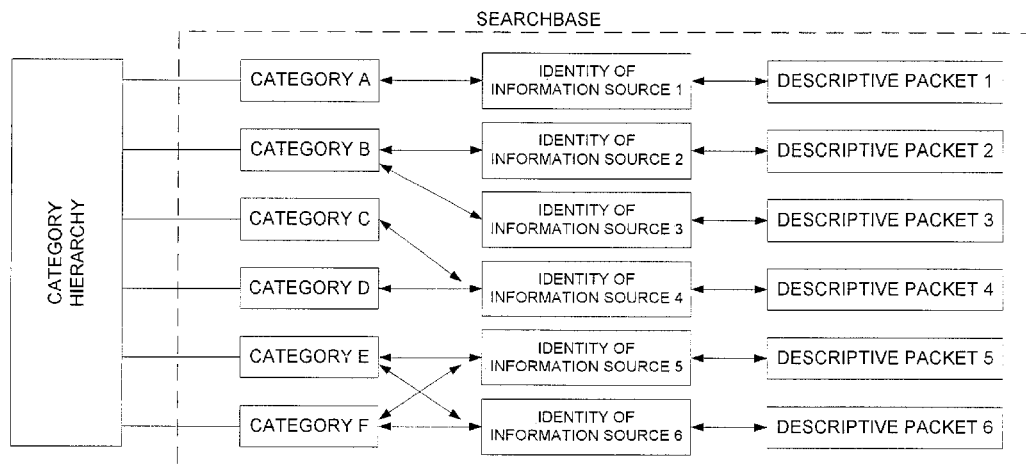 SEARCHBASE
CATEGORY
HIERARCHY
CATEGORY A
IDENTITY OF
INFORMATION SOURCE 1
DESCRIPTIVE PACKET 1
CATEGORY B
IDENTITY OF
INFORMATION SOURCE 2
DESCRIPTIVE PACKET 2
CATEGORY C
IDENTITY OF
INFORMATION SOURCE 3
DESCRIPTIVE PACKET 3
CATEGORY D
IDENTITY OF
INFORMATION SOURCE 4
DESCRIPTIVE PACKET 4
CATEGORY E
IDENTITY OF
INFORMATION SOURCE 5
DESCRIPTIVE PACKET 5
CATEGORY F
IDENTITY OF
INFORMATION SOURCE 6
DESCRIPTIVE PACKET 6